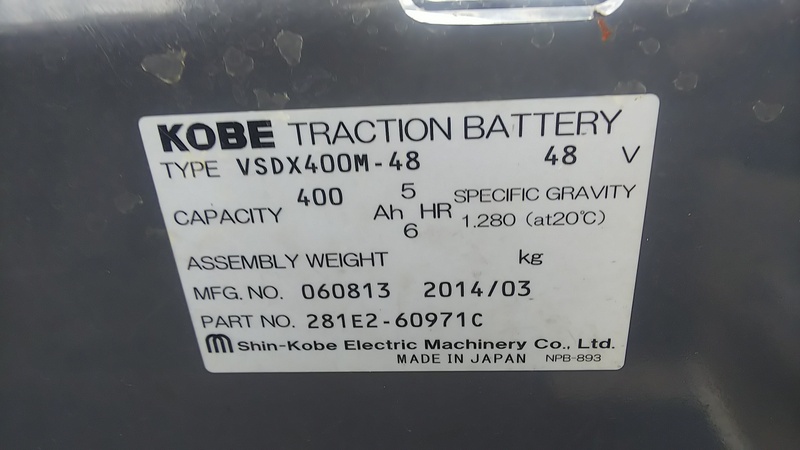 KOBE TRACTION BATTERY
TYPE VSDX400M-48 48 V
CAPACITY 400 Ah 5 HR SPECIFIC GRAVITY
6 1.280 (at20℃)
ASSEMBLY WEIGHT kg
MFG. NO. 060813 2014/03
PART NO. 281E2-60971C
Shin-Kobe Electric Machinery Co., Ltd.
MADE IN JAPAN NPB-893